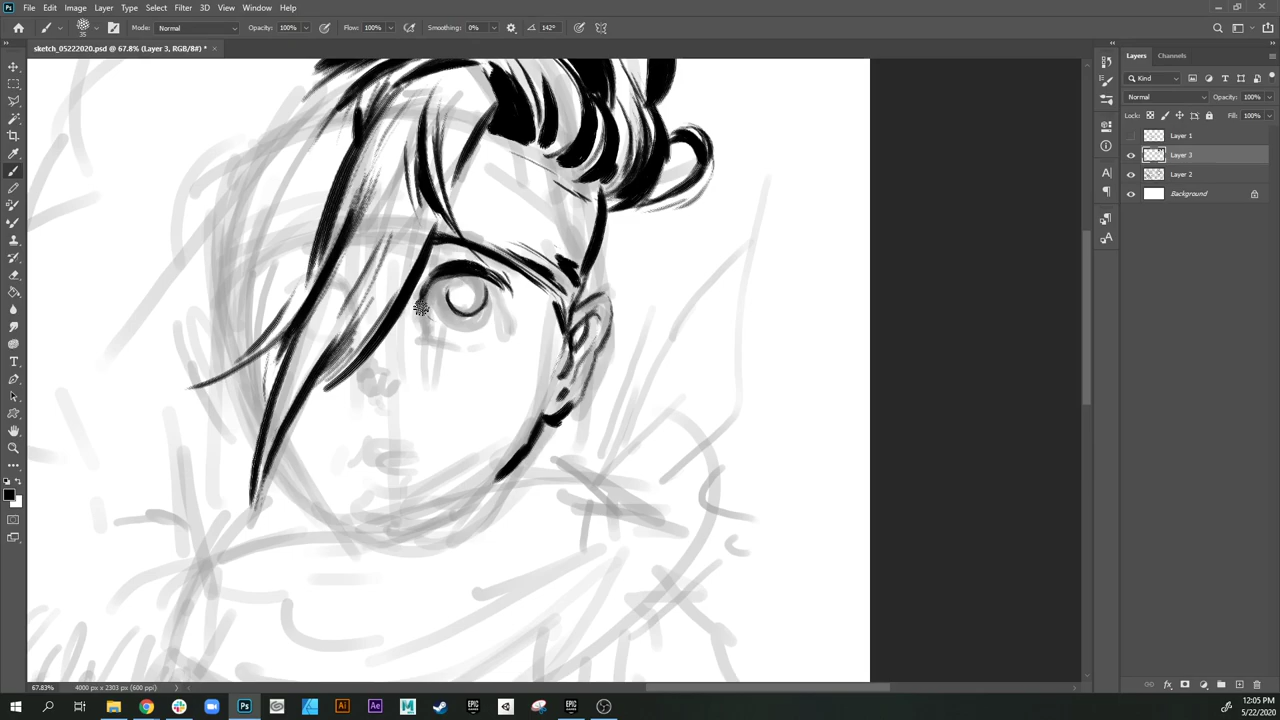 File Edit Image Layer Type Select Filter 3D View Window Help
35 Mode: Normal Opacity: 100% Flow: 100% Smoothing: 0% 142°
sketch_05222020.psd @ 67.8% (Layer 3, RGB/8#) * ×
Layers Channels
Kind
Normal Opacity: 100%
Lock: Fill: 100%
Layer 1
Layer 3
Layer 2
Background
67.83% 4000 px x 2303 px (600 ppi)
12:05 PM
5/22/2020